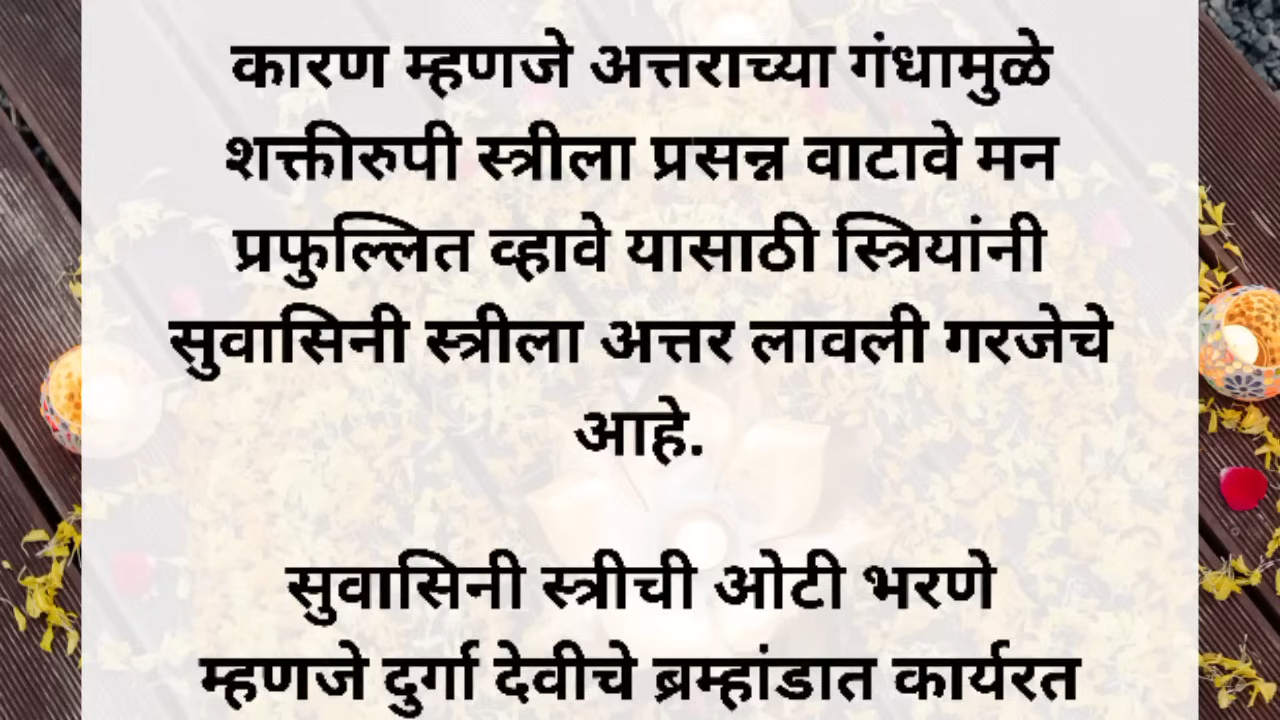 कारण म्हणजे अत्तराच्या गंधामुळे
शक्तीरुपी स्त्रीला प्रसन्न वाटावे मन
प्रफुल्लित व्हावे यासाठी स्त्रियांनी
सुवासिनी स्त्रीला अत्तर लावली गरजेचे
आहे.
सुवासिनी स्त्रीची ओटी भरणे
म्हणजे दुर्गा देवीचे ब्रम्हांडात कार्यरत